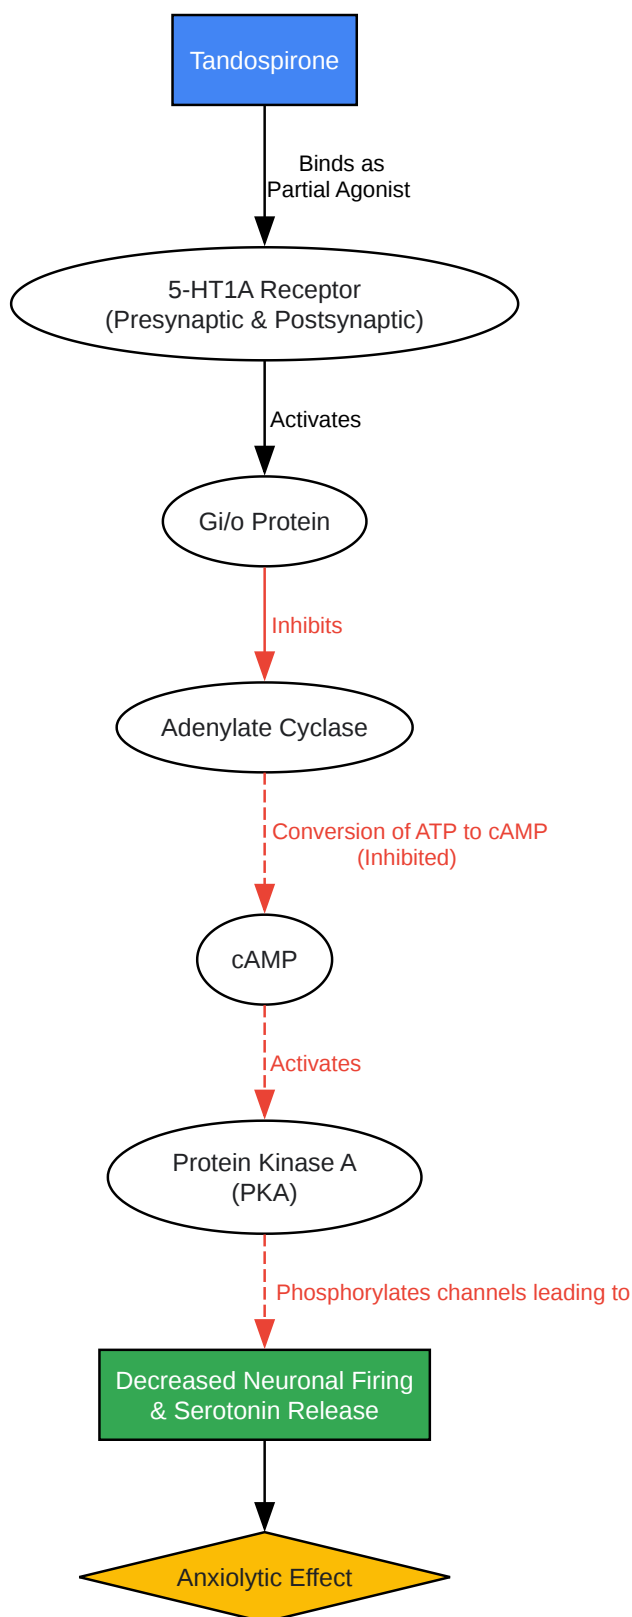 Tandospirone
Binds as
Partial Agonist
5-HT1A Receptor
(Presynaptic & Postsynaptic)
Activates
Gi/o Protein
Inhibits
Adenylate Cyclase
Conversion of ATP to cAMP
(Inhibited)
cAMP
Activates
Protein Kinase A
(PKA)
Phosphorylates channels leading to
Decreased Neuronal Firing
& Serotonin Release
Anxiolytic Effect